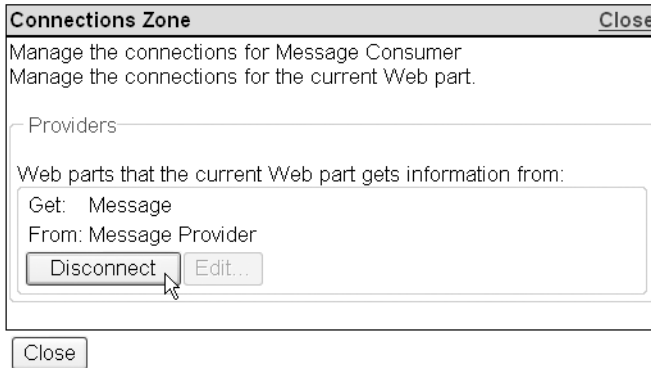 Connections Zone Close
Manage the connections for Message Consumer
Manage the connections for the current Web part.
Providers
Web parts that the current Web part gets information from:
Get: Message
From: Message Provider
Disconnect Edit...
Close